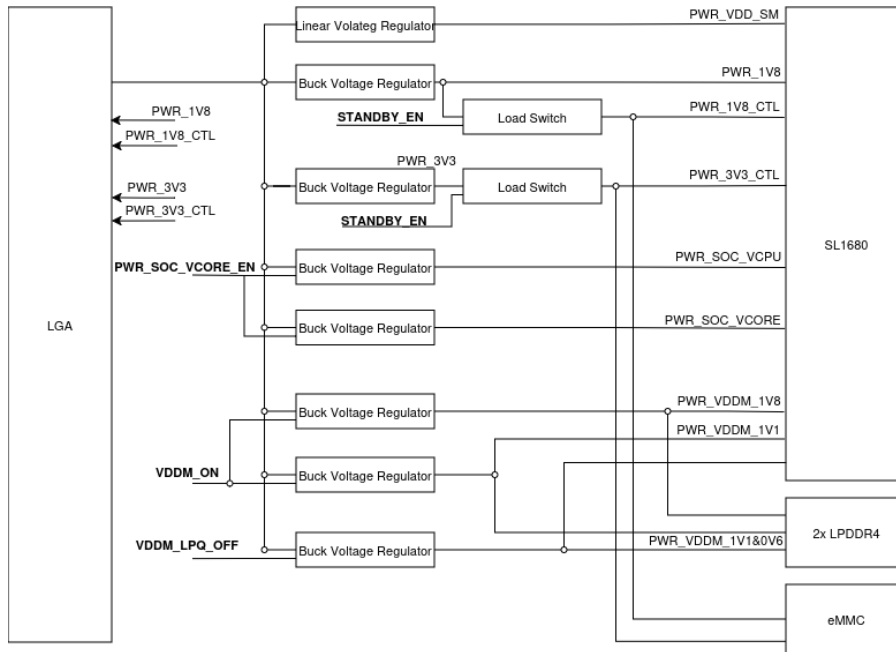 PWR_VDD_SM
Linear Volateg Regulator
PWR_1V8
Buck Voltage Regulator
PWR_1V8_CTL
STANDBY_EN
Load Switch
PWR_1V8
PWR_1V8_CTL
PWR_3V3
PWR_3V3_CTL
Buck Voltage Regulator
Load Switch
PWR_3V3
PWR_3V3_CTL
STANDBY_EN
SL1680
PWR_SOC_VCPU
PWR_SOC_VCORE_EN
Buck Voltage Regulator
LGA
PWR_SOC_VCORE
Buck Voltage Regulator
PWR_VDDM_1V8
Buck Voltage Regulator
PWR_VDDM_1V1
VDDM_ON
Buck Voltage Regulator
VDDM_LPQ_OFF
Buck Voltage Regulator
PWR_VDDM_1V1&0V6
2x LPDDR4
eMMC